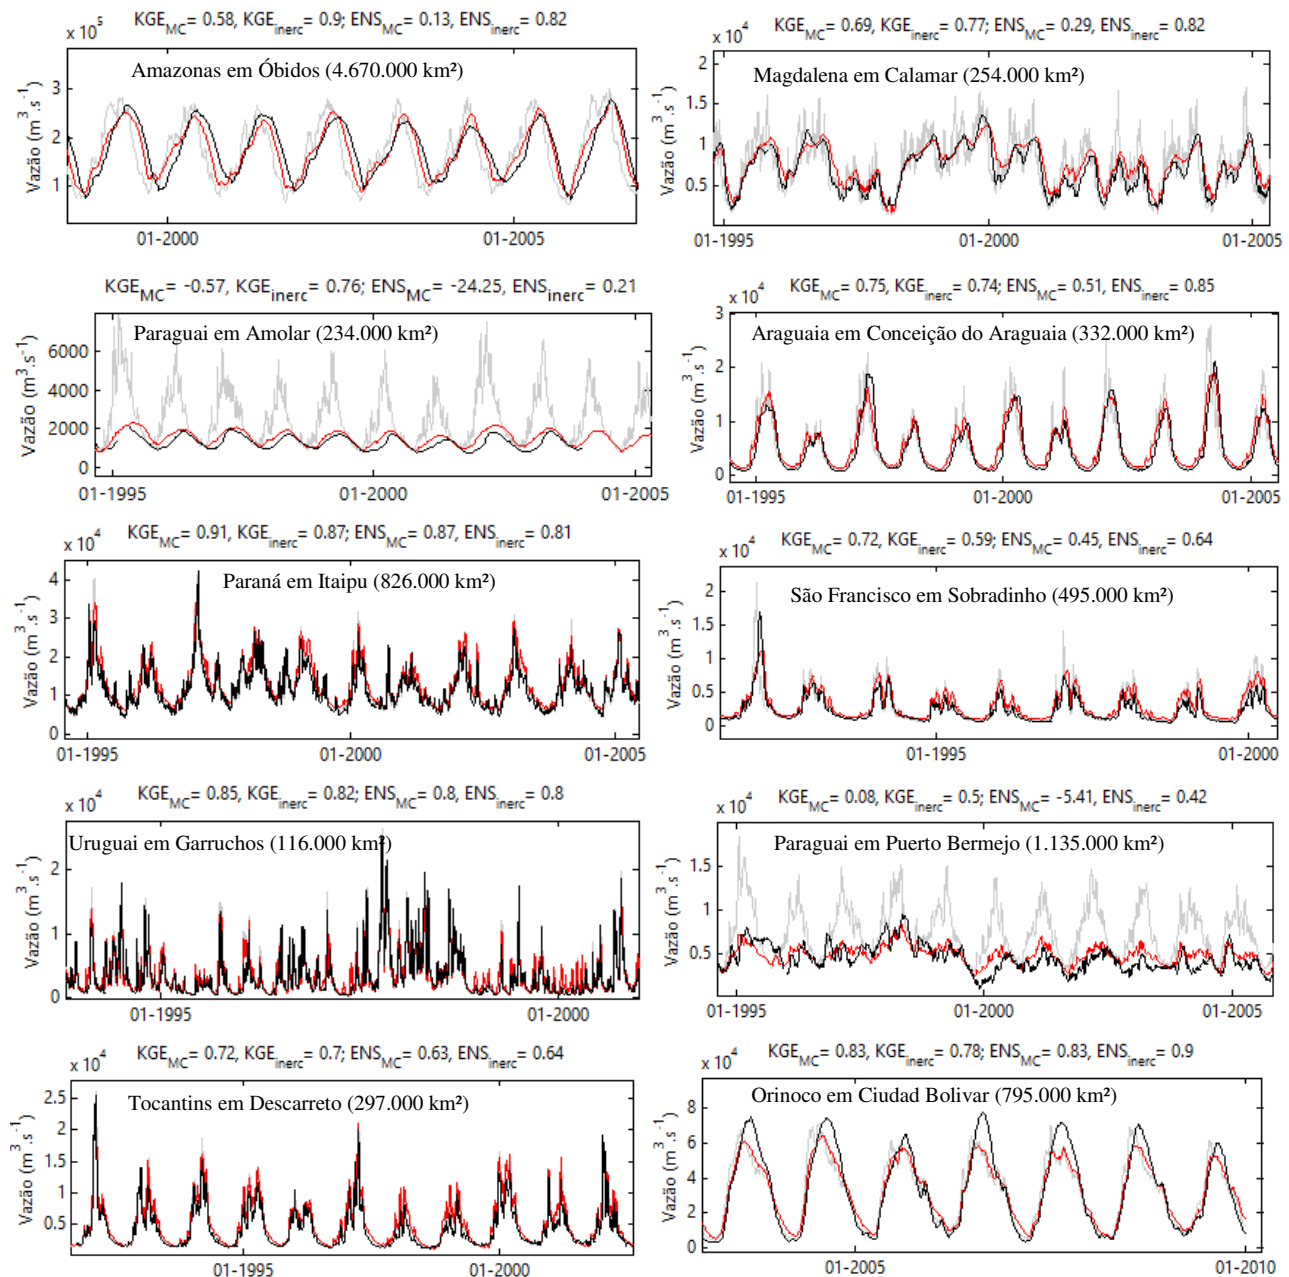 KGE_MC= 0.58, KGE_inerc= 0.9; ENS_MC= 0.13, ENS_inerc= 0.82
x 10^5
Amazonas em Óbidos (4.670.000 km²)
Vazão (m^3.s^-1)
3
2
1
01-2000
01-2005
KGE_MC= 0.69, KGE_inerc= 0.77; ENS_MC= 0.29, ENS_inerc= 0.82
x 10^4
Magdalena em Calamar (254.000 km²)
Vazão (m^3.s^-1)
2
1.5
1
0.5
01-1995
01-2000
01-2005
KGE_MC= -0.57, KGE_inerc= 0.76; ENS_MC= -24.25, ENS_inerc= 0.21
Paraguai em Amolar (234.000 km²)
Vazão (m^3.s^-1)
6000
4000
2000
0
01-1995
01-2000
01-2005
KGE_MC= 0.75, KGE_inerc= 0.74; ENS_MC= 0.51, ENS_inerc= 0.85
x 10^4
Araguaia em Conceição do Araguaia (332.000 km²)
Vazão (m^3.s^-1)
3
2
1
0
01-1995
01-2000
01-2005
KGE_MC= 0.91, KGE_inerc= 0.87; ENS_MC= 0.87, ENS_inerc= 0.81
x 10^4
Paraná em Itaipu (826.000 km²)
Vazão (m^3.s^-1)
4
3
2
1
0
01-1995
01-2000
01-2005
KGE_MC= 0.72, KGE_inerc= 0.59; ENS_MC= 0.45, ENS_inerc= 0.64
x 10^4
São Francisco em Sobradinho (495.000 km²)
Vazão (m^3.s^-1)
2
1.5
1
0.5
0
01-1995
01-2000
KGE_MC= 0.85, KGE_inerc= 0.82; ENS_MC= 0.8, ENS_inerc= 0.8
x 10^4
Uruguai em Garruchos (116.000 km²)
Vazão (m^3.s^-1)
2
1
0
01-1995
01-2000
KGE_MC= 0.08, KGE_inerc= 0.5; ENS_MC= -5.41, ENS_inerc= 0.42
x 10^4
Paraguai em Puerto Bermejo (1.135.000 km²)
Vazão (m^3.s^-1)
1.5
1
0.5
01-1995
01-2000
01-2005
KGE_MC= 0.72, KGE_inerc= 0.7; ENS_MC= 0.63, ENS_inerc= 0.64
x 10^4
Tocantins em Descarreto (297.000 km²)
Vazão (m^3.s^-1)
2.5
2
1.5
1
0.5
01-1995
01-2000
KGE_MC= 0.83, KGE_inerc= 0.78; ENS_MC= 0.83, ENS_inerc= 0.9
x 10^4
Orinoco em Ciudad Bolivar (795.000 km²)
Vazão (m^3.s^-1)
8
6
4
2
0
01-2005
01-2010